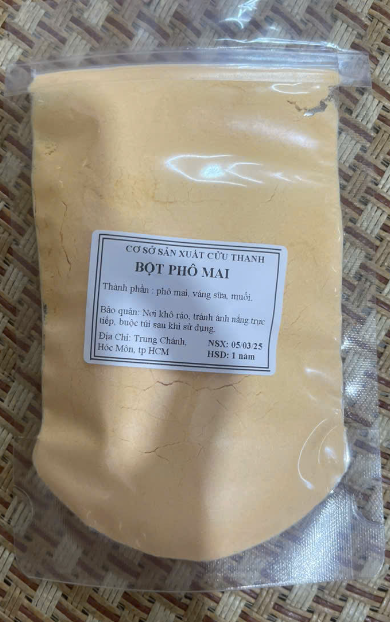 CƠ SỞ SẢN XUẤT CỬU THANH
BỘT PHÔ MAI
Thành phần : phô mai, váng sữa, muối.
Bảo quản: Nơi khô ráo, tránh ánh nắng trực
tiếp, buộc túi sau khi sử dụng.
Địa Chỉ: Trung Chánh, NSX: 05/03/25
Hóc Môn, tp HCM HSD: 1 năm